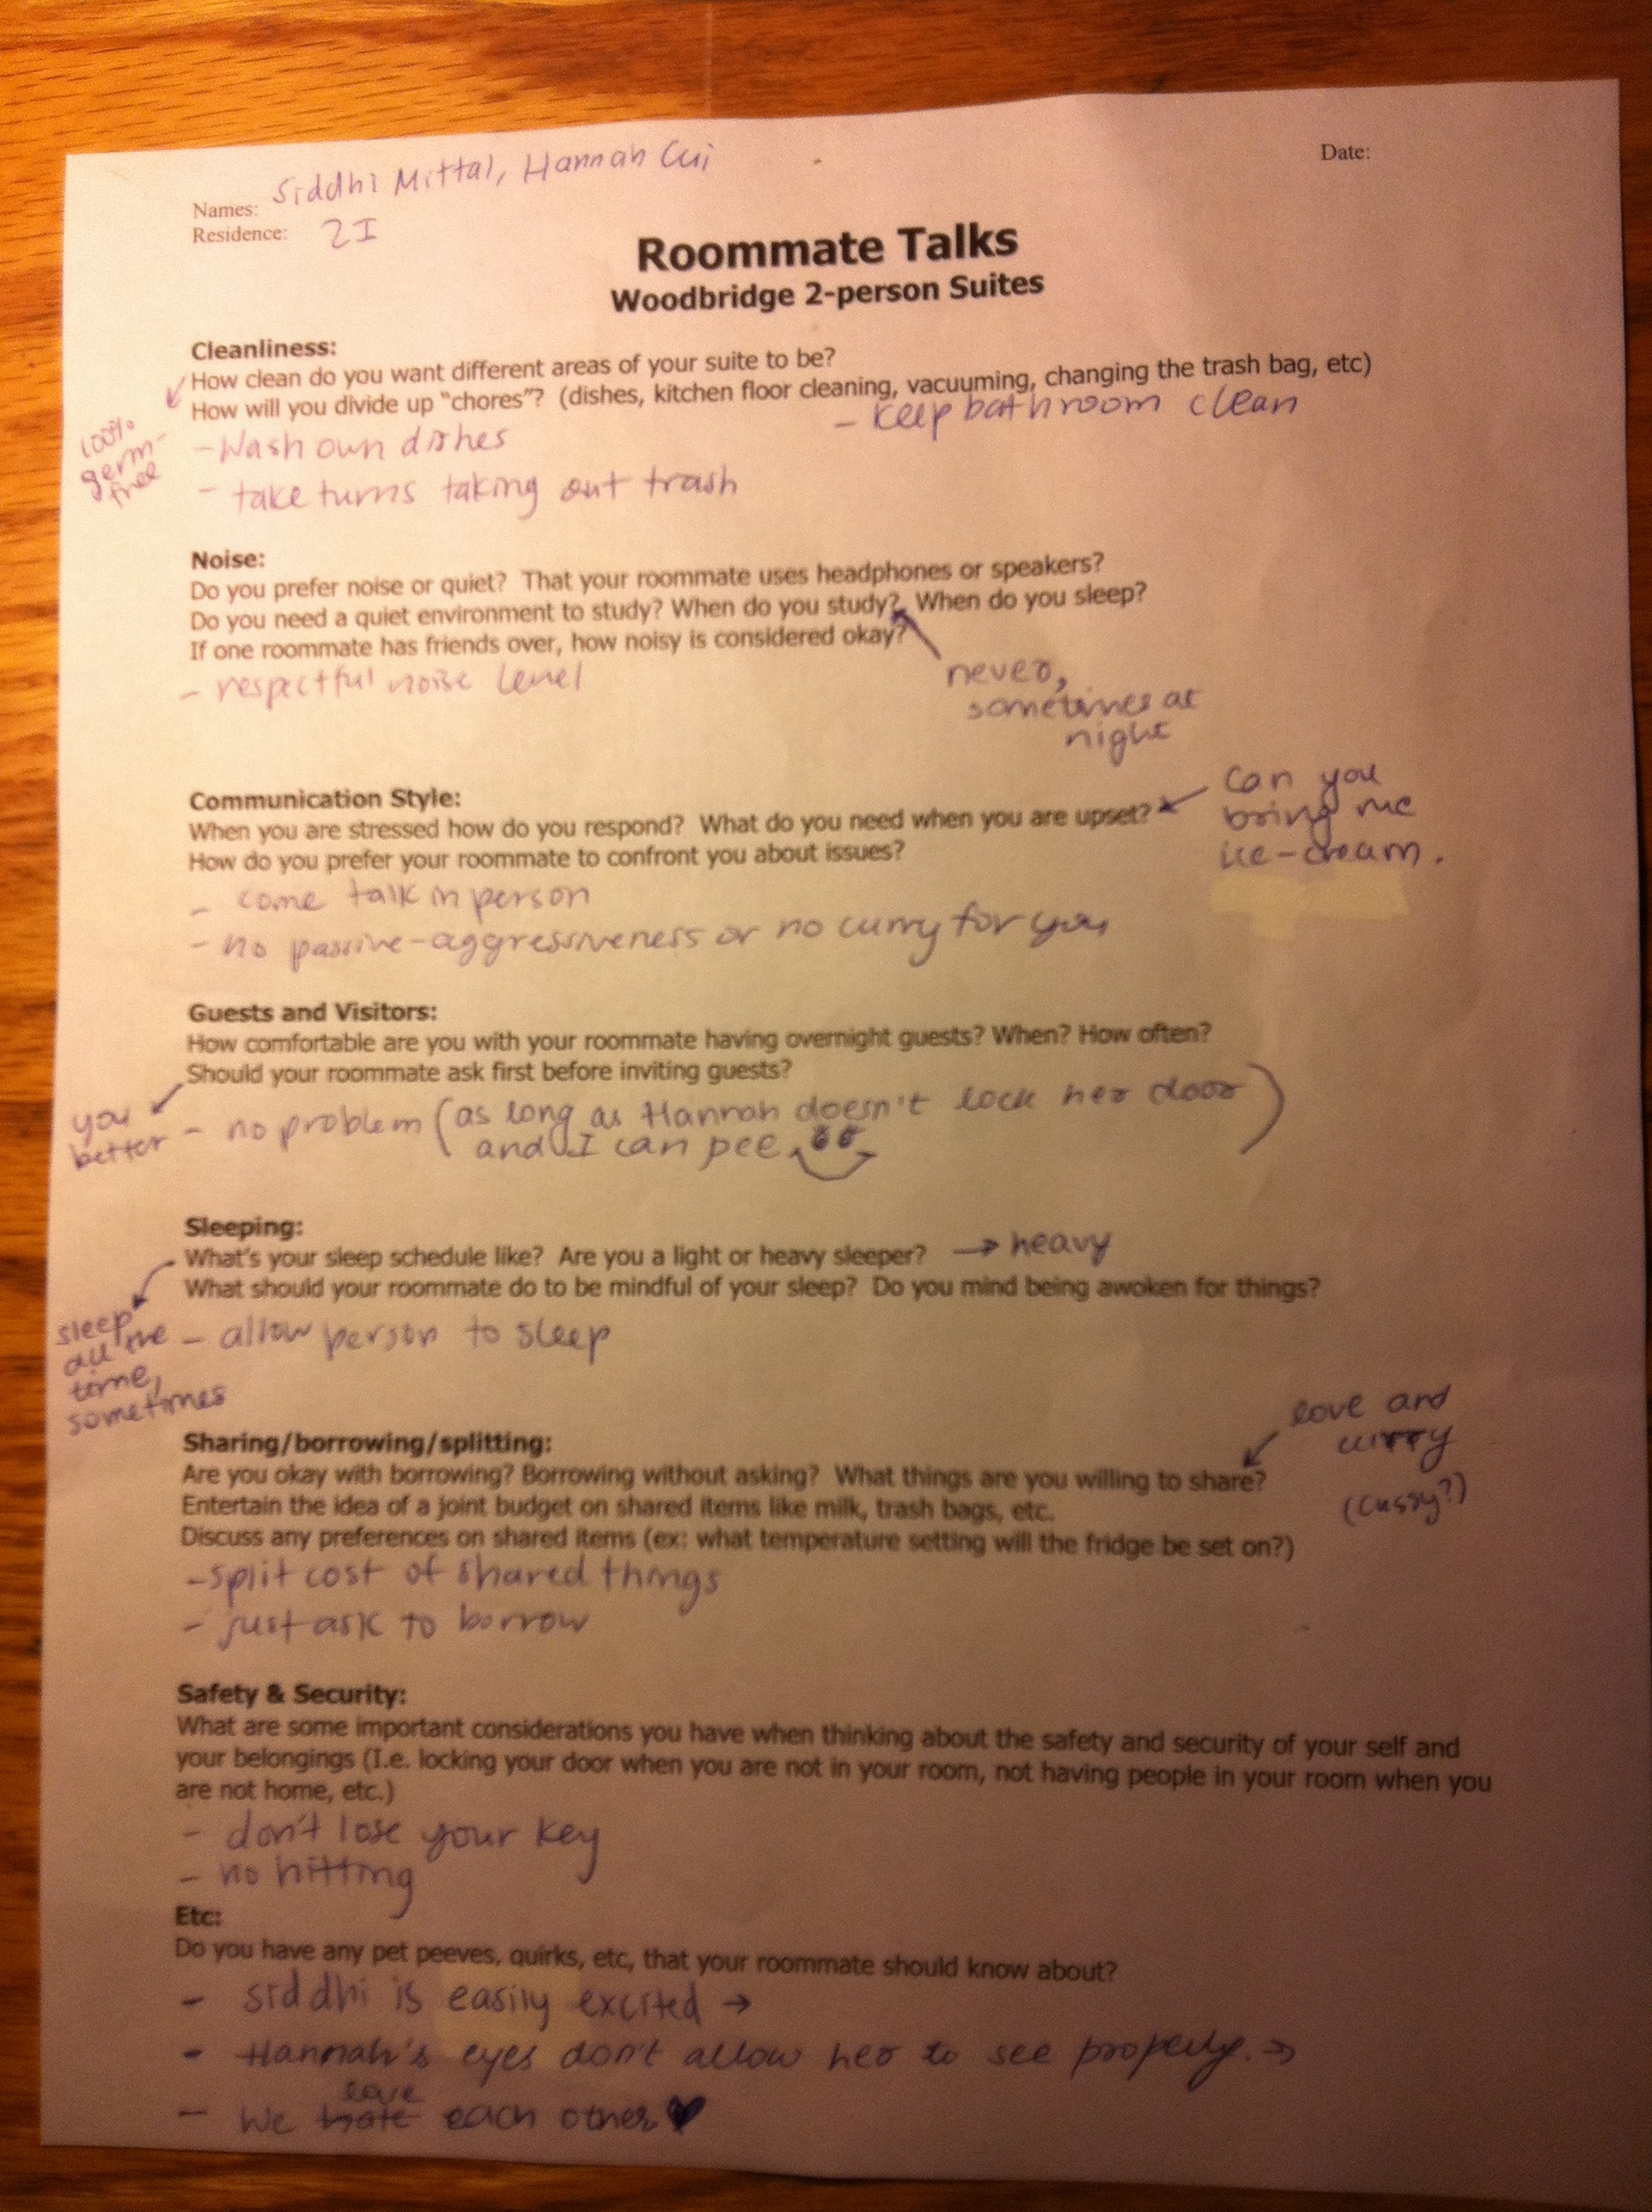 Date:
Names: Siddhi Mittal, Hannah Cui
Residence: 2I
Roommate Talks
Woodbridge 2-person Suites
Cleanliness:
How clean do you want different areas of your suite to be?
How will you divide up “chores”? (dishes, kitchen floor cleaning, vacuuming, changing the trash bag, etc)
100%
germ-
free
- Wash own dishes
- keep bathroom clean
- take turns taking out trash
Noise:
Do you prefer noise or quiet? That your roommate uses headphones or speakers?
Do you need a quiet environment to study? When do you study? When do you sleep?
If one roommate has friends over, how noisy is considered okay?
- respectful noise level
never,
sometimes at
night
Communication Style:
When you are stressed how do you respond? What do you need when you are upset?
How do you prefer your roommate to confront you about issues?
can you
bring me
ice-cream.
- come talk in person
- no passive-aggressiveness or no curry for you
Guests and Visitors:
How comfortable are you with your roommate having overnight guests? When? How often?
Should your roommate ask first before inviting guests?
you
better
- no problem (as long as Hannah doesn't lock her door
and I can pee)
Sleeping:
What's your sleep schedule like? Are you a light or heavy sleeper? → heavy
What should your roommate do to be mindful of your sleep? Do you mind being awoken for things?
sleep
all the
time,
sometimes
- allow person to sleep
Sharing/borrowing/splitting:
Are you okay with borrowing? Borrowing without asking? What things are you willing to share?
Entertain the idea of a joint budget on shared items like milk, trash bags, etc.
Discuss any preferences on shared items (ex: what temperature setting will the fridge be set on?)
love and
curry
- split cost of shared things
- just ask to borrow
Safety & Security:
What are some important considerations you have when thinking about the safety and security of your self and
your belongings (I.e. locking your door when you are not in your room, not having people in your room when you
are not home, etc.)
- don't lose your key
- no hitting
Etc:
Do you have any pet peeves, quirks, etc, that your roommate should know about?
- siddhi is easily excited →
- Hannah's eyes don't allow her to see properly. →
love
- We hate each other ♥